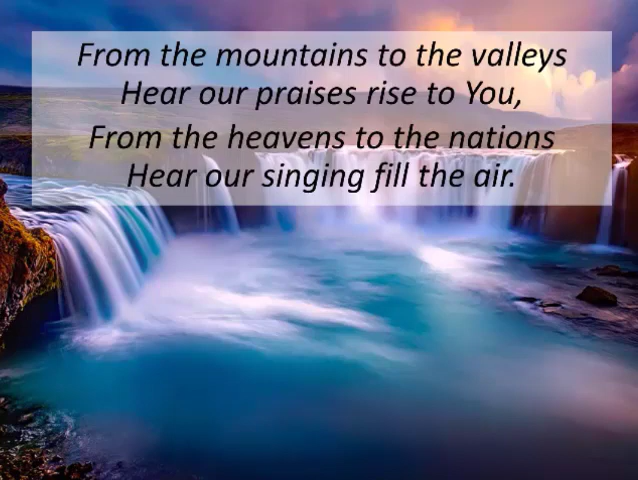 From the mountains to the valleys
Hear our praises rise to You,
From the heavens to the nations
Hear our singing fill the air.